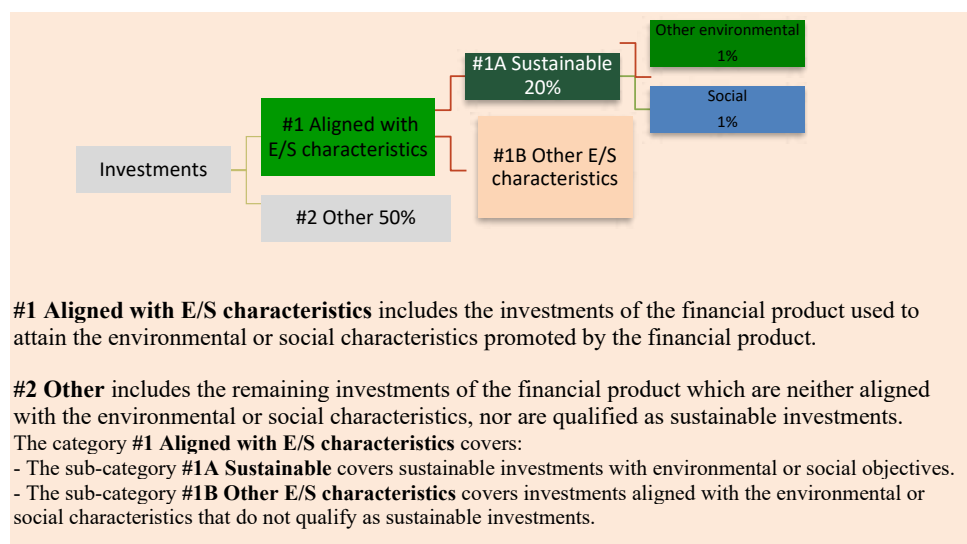 Other environmental
1%
#1A Sustainable
20%
Social
1%
#1 Aligned with
E/S characteristics
#1B Other E/S
characteristics
Investments
#2 Other 50%
#1 Aligned with E/S characteristics includes the investments of the financial product used to
attain the environmental or social characteristics promoted by the financial product.
#2 Other includes the remaining investments of the financial product which are neither aligned
with the environmental or social characteristics, nor are qualified as sustainable investments.
The category #1 Aligned with E/S characteristics covers:
- The sub-category #1A Sustainable covers sustainable investments with environmental or social objectives.
- The sub-category #1B Other E/S characteristics covers investments aligned with the environmental or
social characteristics that do not qualify as sustainable investments.